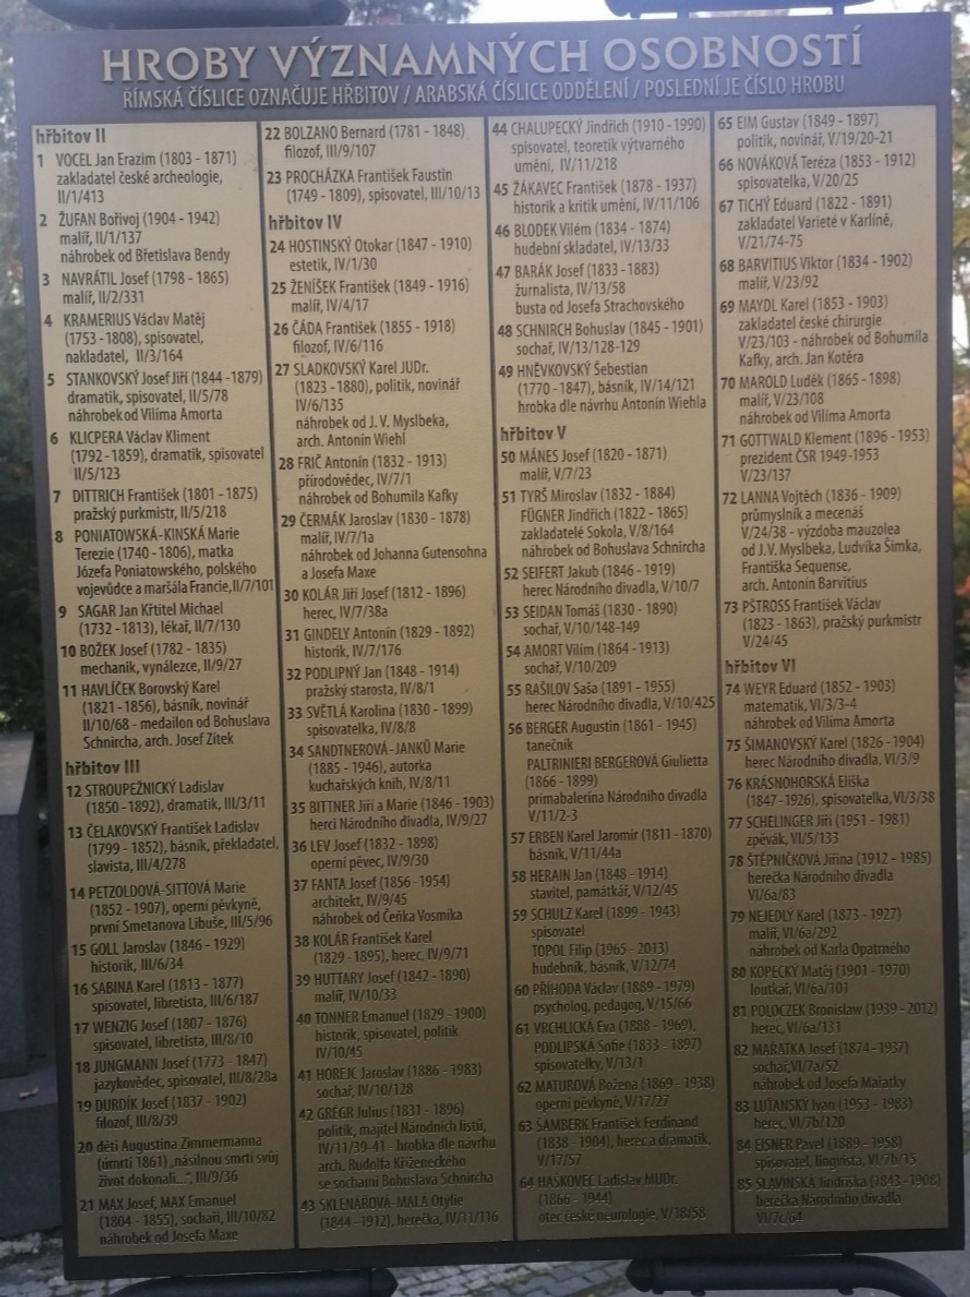 HROBY VÝZNAMNÝCH OSOBNOSTÍ
ŘÍMSKÁ ČÍSLICE OZNAČUJE HŘBITOV / ARABSKÁ ČÍSLICE ODDĚLENÍ / POSLEDNÍ JE ČÍSLO HROBU
hřbitov II
1 VOCEL Jan Erazim (1803 - 1871)
zakladatel české archeologie,
II/1/413
2 ŽUFAN Bořivoj (1904 - 1942)
malíř, II/1/137
náhrobek od Břetislava Bendy
3 NAVRÁTIL Josef (1798 - 1865)
malíř, II/2/331
4 KRAMERIUS Václav Matěj
(1753 - 1808), spisovatel,
nakladatel, II/3/164
5 STANKOVSKÝ Josef Jiří (1844 - 1879)
dramatik, spisovatel, II/5/78
náhrobek od Vilíma Amorta
6 KLICPERA Václav Kliment
(1792 - 1859), dramatik, spisovatel
II/5/123
7 DITTRICH František (1801 - 1875)
pražský purkmistr, II/5/218
8 PONIATOWSKÁ-KINSKÁ Marie
Terezie (1740 - 1806), matka
Józefa Poniatowského, polského
vojevůdce a maršála Francie, II/7/101
9 SAGAR Jan Křtitel Michael
(1732 - 1813), lékař, II/7/130
10 BOŽEK Josef (1782 - 1835)
mechanik, vynálezce, II/9/27
11 HAVLÍČEK Borovský Karel
(1821 - 1856), básník, novinář
II/10/68 - medailon od Bohuslava
Schnircha, arch. Josef Zítek
hřbitov III
12 STROUPEŽNICKÝ Ladislav
(1850 - 1892), dramatik, III/3/11
13 ČELAKOVSKÝ František Ladislav
(1799 - 1852), básník, překladatel,
slavista, III/4/278
14 PETZOLDOVÁ-SITTOVÁ Marie
(1852 - 1907), operní pěvkyně,
první Smetanova Libuše, III/5/96
15 GOLL Jaroslav (1846 - 1929)
historik, III/6/34
16 SABINA Karel (1813 - 1877)
spisovatel, libretista, III/6/187
17 WENZIG Josef (1807 - 1876)
spisovatel, libretista, III/8/10
18 JUNGMANN Josef (1773 - 1847)
jazykovědec, spisovatel, III/8/28a
19 DURDÍK Josef (1837 - 1902)
filozof, III/8/39
20 děti Augustina Zimmermanna
(úmrtí 1861) „násilnou smrtí svůj
život dokonali...“, III/9/36
21 MAX Josef, MAX Emanuel
(1804 - 1855), sochaři, III/10/82
náhrobek od Josefa Maxe
22 BOLZANO Bernard (1781 - 1848)
filozof, III/9/107
23 PROCHÁZKA František Faustin
(1749 - 1809), spisovatel, III/10/13
hřbitov IV
24 HOSTINSKÝ Otokar (1847 - 1910)
estetik, IV/1/30
25 ŽENÍŠEK František (1849 - 1916)
malíř, IV/4/17
26 ČÁDA František (1855 - 1918)
filozof, IV/6/116
27 SLADKOVSKÝ Karel JUDr.
(1823 - 1880), politik, novinář
IV/6/135
náhrobek od J. V. Myslbeka,
arch. Antonín Wiehl
28 FRIČ Antonín (1832 - 1913)
přírodovědec, IV/7/1
náhrobek od Bohumila Kafky
29 ČERMÁK Jaroslav (1830 - 1878)
malíř, IV/7/1a
náhrobek od Johanna Gutensohna
a Josefa Maxe
30 KOLÁR Jiří Josef (1812 - 1896)
herec, IV/7/38a
31 GINDELY Antonín (1829 - 1892)
historik, IV/7/176
32 PODLIPNÝ Jan (1848 - 1914)
pražský starosta, IV/8/1
33 SVĚTLÁ Karolina (1830 - 1899)
spisovatelka, IV/8/8
34 SANDTNEROVÁ-JANKŮ Marie
(1885 - 1946), autorka
kuchařských knih, IV/8/11
35 BITTNER Jiří a Marie (1846 - 1903)
herci Národního divadla, IV/9/27
36 LEV Josef (1832 - 1898)
operní pěvec, IV/9/30
37 FANTA Josef (1856 - 1954)
architekt, IV/9/45
náhrobek od Čeňka Vosmíka
38 KOLÁR František Karel
(1829 - 1895), herec, IV/9/71
39 HUTTARY Josef (1842 - 1890)
malíř, IV/10/33
40 TONNER Emanuel (1829 - 1900)
historik, spisovatel, politik
IV/10/45
41 HOREJC Jaroslav (1886 - 1983)
sochař, IV/10/128
42 GRÉGR Julius (1831 - 1896)
politik, majitel Národních listů,
IV/11/39-41 - hrobka dle návrhu
arch. Rudolfa Kříženeckého
se sochami Bohuslava Schnircha
43 SKLENÁŘOVÁ-MALÁ Otýlie
(1844 - 1912), herečka, IV/11/116
44 CHALUPECKÝ Jindřich (1910 - 1990)
spisovatel, teoretik výtvarného
umění, IV/11/218
45 ŽÁKAVEC František (1878 - 1937)
historik a kritik umění, IV/11/106
46 BLODEK Vilém (1834 - 1874)
hudební skladatel, IV/13/33
47 BARÁK Josef (1833 - 1883)
žurnalista, IV/13/58
busta od Josefa Strachovského
48 SCHNIRCH Bohuslav (1845 - 1901)
sochař, IV/13/128-129
49 HNĚVKOVSKÝ Šebestian
(1770 - 1847), básník, IV/14/121
hrobka dle návrhu Antonín Wiehla
hřbitov V
50 MÁNES Josef (1820 - 1871)
malíř, V/7/23
51 TYRŠ Miroslav (1832 - 1884)
FÜGNER Jindřich (1822 - 1865)
zakladatelé Sokola, V/8/164
náhrobek od Bohuslava Schnircha
52 SEIFERT Jakub (1846 - 1919)
herec Národního divadla, V/10/7
53 SEIDAN Tomáš (1830 - 1890)
sochař, V/10/148-149
54 AMORT Vilím (1864 - 1913)
sochař, V/10/209
55 RAŠILOV Saša (1891 - 1955)
herec Národního divadla, V/10/425
56 BERGER Augustin (1861 - 1945)
tanečník
PALTRINIERI BERGEROVÁ Giulietta
(1866 - 1899)
primabalerina Národního divadla
V/11/2-3
57 ERBEN Karel Jaromír (1811 - 1870)
básník, V/11/44a
58 HERAIN Jan (1848 - 1914)
stavitel, památkář, V/12/45
59 SCHULZ Karel (1899 - 1943)
spisovatel
TOPOL Filip (1965 - 2013)
hudebník, básník, V/12/74
60 PŘÍHODA Václav (1889 - 1979)
psycholog, pedagog, V/15/66
61 VRCHLICKÁ Eva (1888 - 1969),
PODLIPSKÁ Sofie (1833 - 1897)
spisovatelky, V/13/1
62 MATUROVÁ Božena (1869 - 1938)
operní pěvkyně, V/17/27
63 ŠAMBERK František Ferdinand
(1838 - 1904), herec a dramatik,
V/17/57
64 HAŠKOVEC Ladislav MUDr.
(1866 - 1944)
otec české neurologie, V/18/58
65 EIM Gustav (1849 - 1897)
politik, novinář, V/19/20-21
66 NOVÁKOVÁ Teréza (1853 - 1912)
spisovatelka, V/20/25
67 TICHÝ Eduard (1822 - 1891)
zakladatel Varieté v Karlíně,
V/21/74-75
68 BARVITIUS Viktor (1834 - 1902)
malíř, V/23/92
69 MAYDL Karel (1853 - 1903)
zakladatel české chirurgie
V/23/103 - náhrobek od Bohumila
Kafky, arch. Jan Kotěra
70 MAROLD Luděk (1865 - 1898)
malíř, V/23/108
náhrobek od Vilíma Amorta
71 GOTTWALD Klement (1896 - 1953)
prezident ČSR 1949-1953
V/23/137
72 LANNA Vojtěch (1836 - 1909)
průmyslník a mecenáš
V/24/38 - výzdoba mauzolea
od J.V. Myslbeka, Ludvíka Šimka,
Františka Sequense,
arch. Antonín Barvitius
73 PŠTROSS František Václav
(1823 - 1863), pražský purkmistr
V/24/45
hřbitov VI
74 WEYR Eduard (1852 - 1903)
matematik, VI/3/3-4
náhrobek od Vilíma Amorta
75 ŠIMANOVSKÝ Karel (1826 - 1904)
herec Národního divadla, VI/3/9
76 KRÁSNOHORSKÁ Eliška
(1847 - 1926), spisovatelka, VI/3/38
77 SCHELINGER Jiří (1951 - 1981)
zpěvák, VI/5/133
78 ŠTĚPNIČKOVÁ Jiřina (1912 - 1985)
herečka Národního divadla
VI/6a/83
79 NEJEDLÝ Karel (1873 - 1927)
malíř, VI/6a/292
náhrobek od Karla Opatrného
80 KOPECKÝ Matěj (1901 - 1970)
loutkář, VI/6a/101
81 POLOCZEK Bronislaw (1939 - 2012)
herec, VI/6a/131
82 MAŘATKA Josef (1874 - 1937)
sochař, VI/7a/52
náhrobek od Josefa Mařatky
83 LUŤANSKÝ Ivan (1953 - 1983)
herec, VI/7b/120
84 EISNER Pavel (1889 - 1958)
spisovatel, lingvista, VI/7b/15
85 SLAVÍNSKÁ Jindřiška (1843 - 1908)
herečka Národního divadla
VI/7c/64